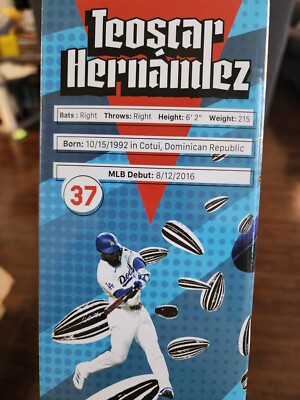 Teoscar
Hernández
Bats : Right Throws: Right Height: 6' 2" Weight: 215
Born: 10/15/1992 in Cotui, Dominican Republic
MLB Debut: 8/12/2016
37
Dodgers